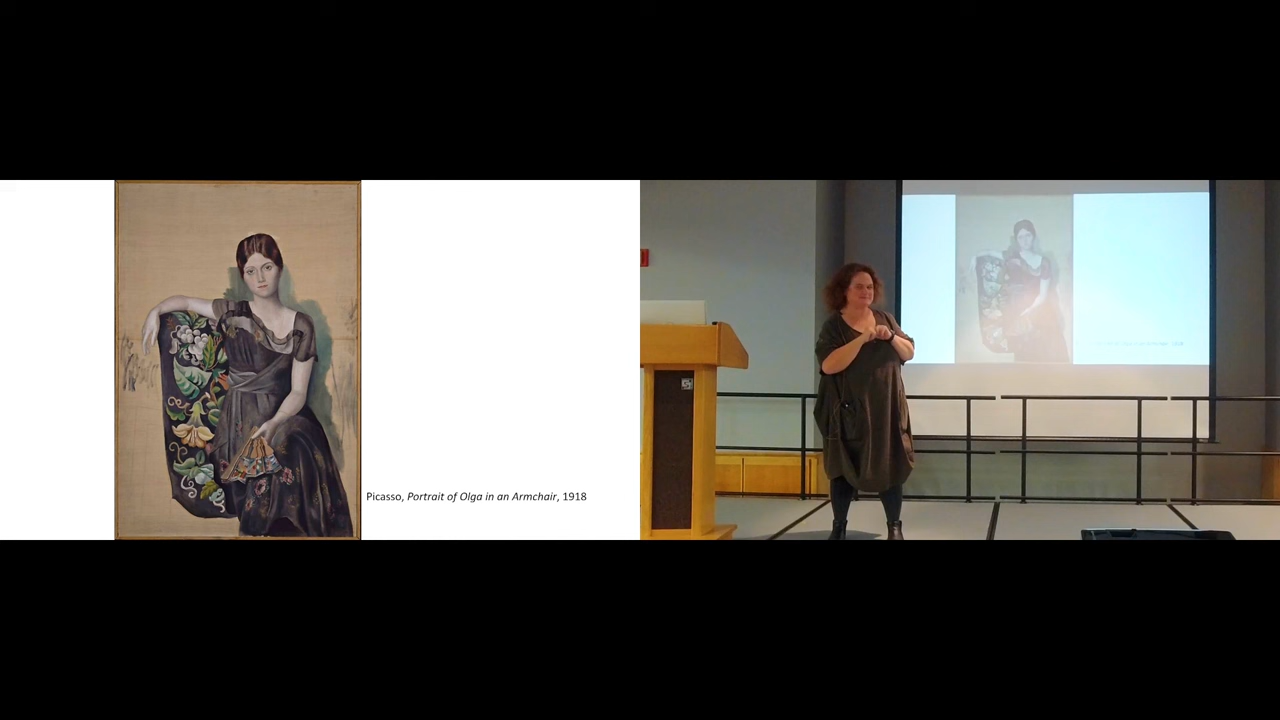 Picasso, Portrait of Olga in an Armchair, 1918